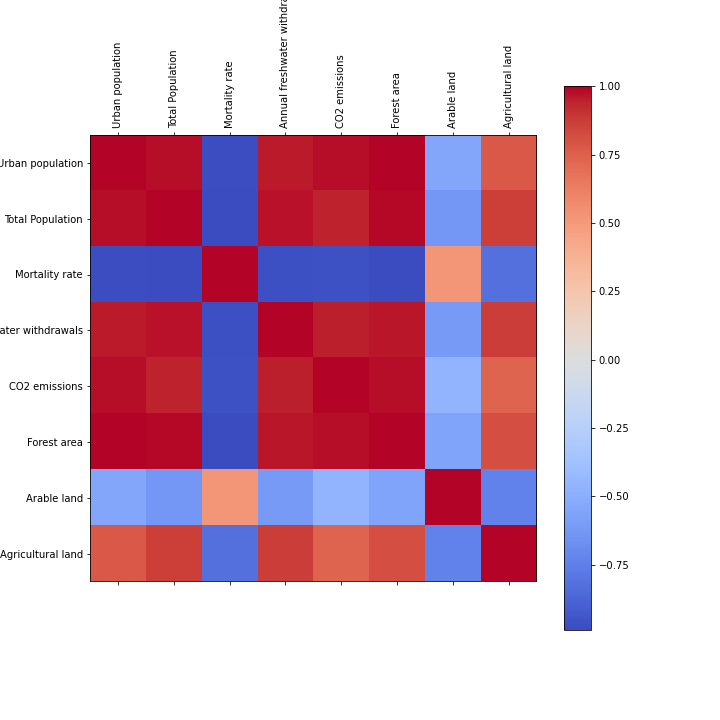 Urban population
Total Population
Mortality rate
Annual freshwater
CO2 emissions
Forest area
Arable land
Agricultural land
Urban population
Total Population
Mortality rate
withdrawals
CO2 emissions
Forest area
Arable land
Agricultural land
1.00
0.75
0.50
0.25
0.00
−0.25
−0.50
−0.75